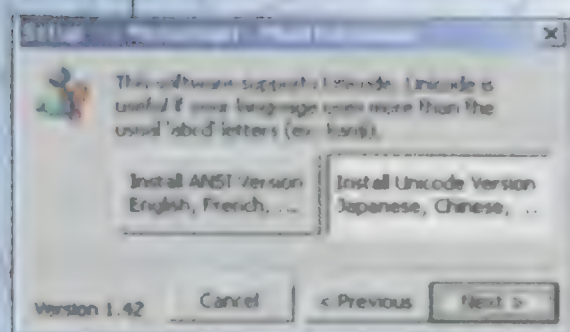 This software supports Unicode. Unicode is
useful if your language uses more than the
usual 'abcd' letters (ex: kanji).
Install ANSI Version
English, French, ...
Install Unicode Version
Japanese, Chinese, ...
Version 1.42
Cancel
< Previous
Next >